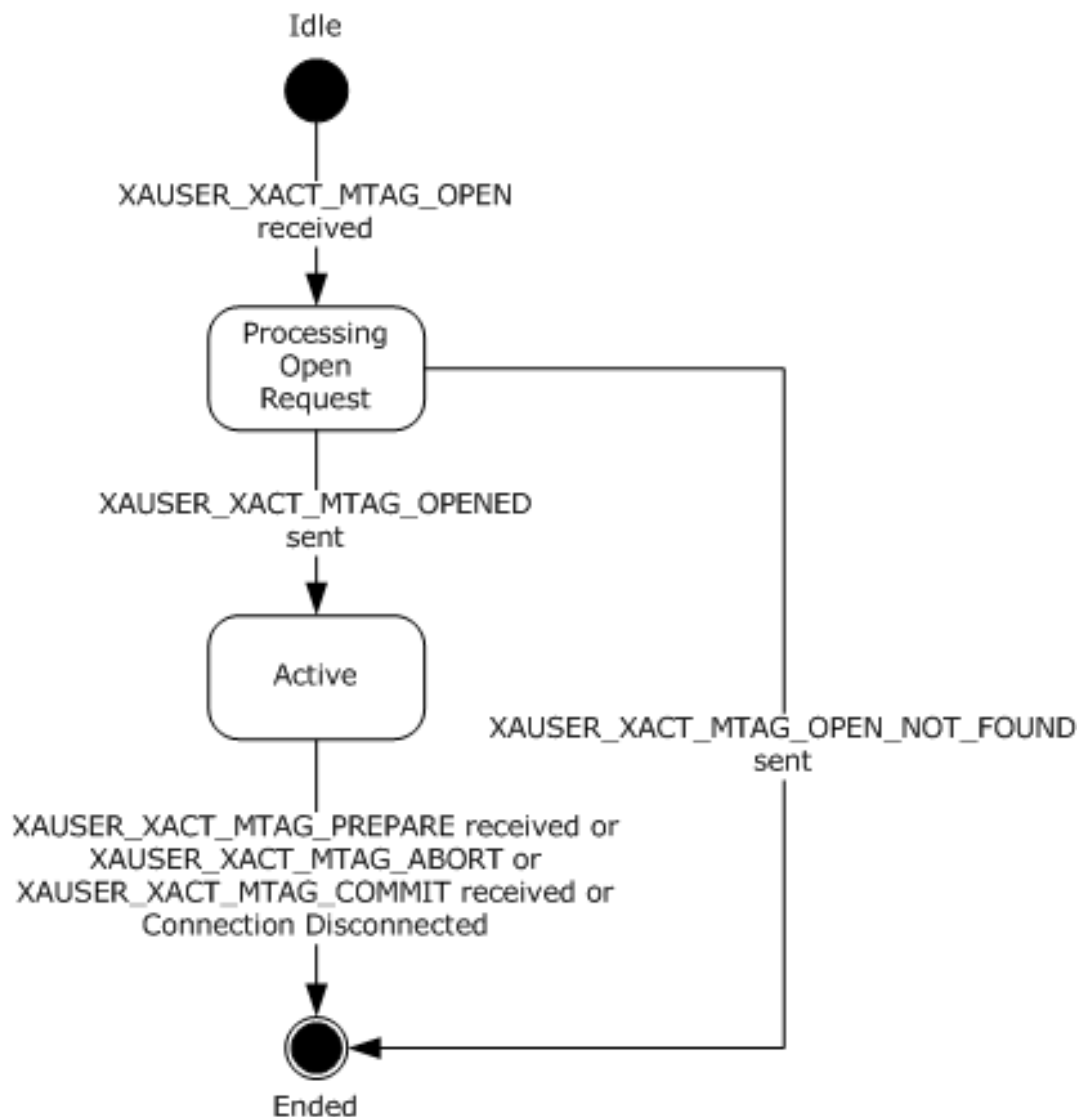 Idle
XAUSER_XACT_MTAG_OPEN
received
Processing
Open
Request
XAUSER_XACT_MTAG_OPENED
sent
Active
XAUSER_XACT_MTAG_OPEN_NOT_FOUND
sent
XAUSER_XACT_MTAG_PREPARE received or
XAUSER_XACT_MTAG_ABORT or
XAUSER_XACT_MTAG_COMMIT received or
Connection Disconnected
Ended